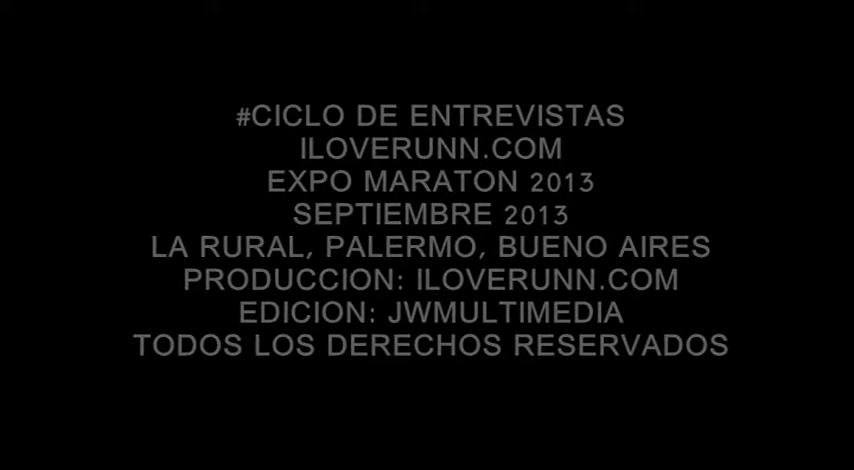 #CICLO DE ENTREVISTAS
ILOVERUNN.COM
EXPO MARATON 2013
SEPTIEMBRE 2013
LA RURAL, PALERMO, BUENO AIRES
PRODUCCION: ILOVERUNN.COM
EDICION: JWMULTIMEDIA
TODOS LOS DERECHOS RESERVADOS